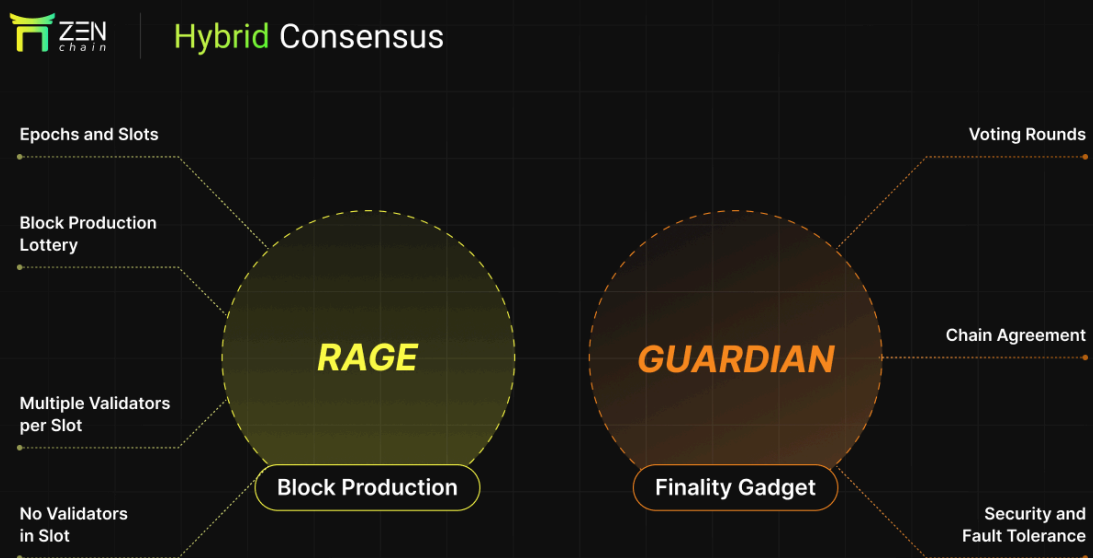 ZEN
chain
Hybrid Consensus
Epochs and Slots
Block Production
Lottery
Multiple Validators
per Slot
No Validators
in Slot
RAGE
Block Production
GUARDIAN
Finality Gadget
Voting Rounds
Chain Agreement
Security and
Fault Tolerance